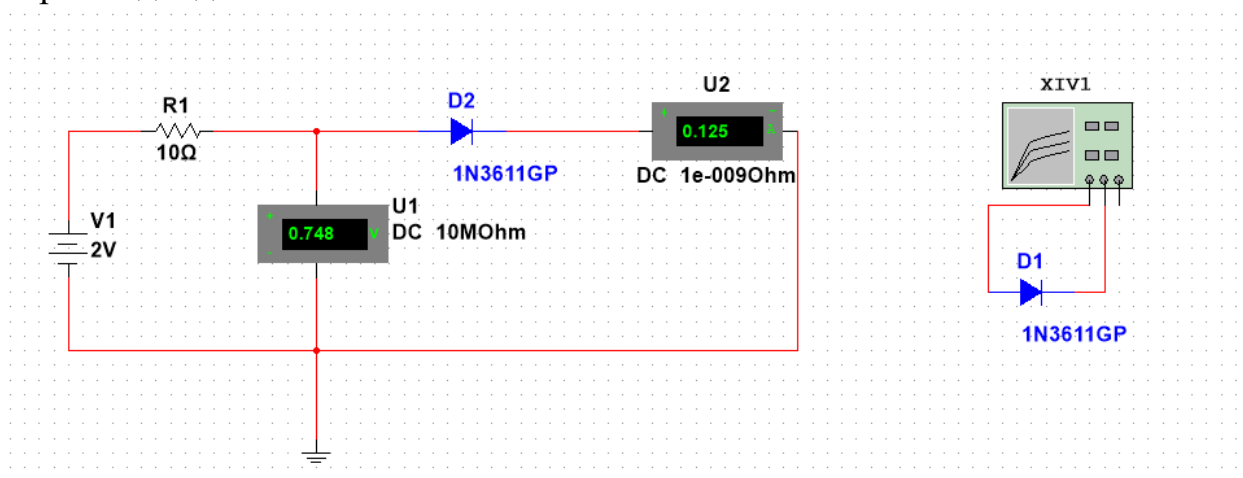 R1
10Ω
V1
2V
D2
1N3611GP
U2
+
-
0.125
A
DC 1e-009Ohm
U1
+
-
0.748
V
DC 10MOhm
XIV1
D1
1N3611GP